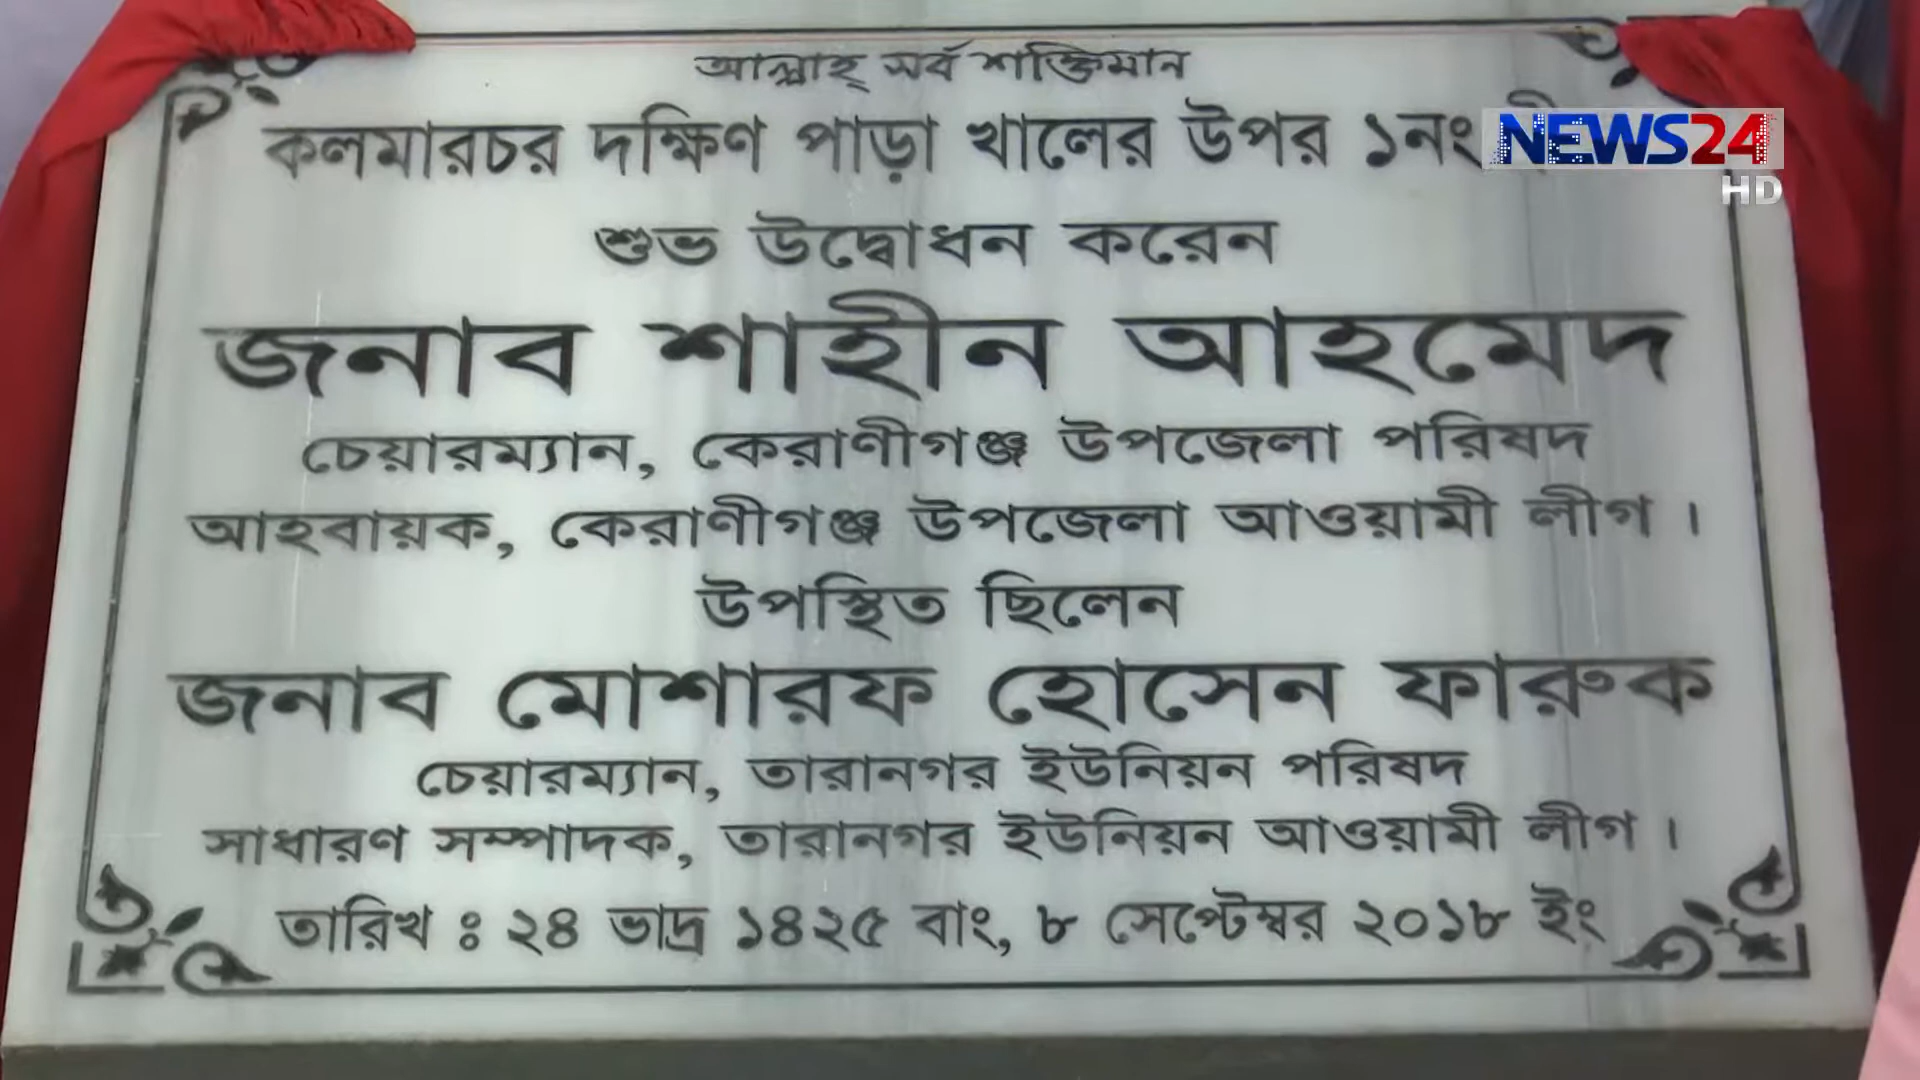 আল্লাহ্ সর্ব শক্তিমান
কলমারচর দক্ষিণ পাড়া খালের উপর ১নং
NEWS24
HD
শুভ উদ্বোধন করেন
জনাব শাহীন আহমেদ
চেয়ারম্যান, কেরাণীগঞ্জ উপজেলা পরিষদ
আহবায়ক, কেরাণীগঞ্জ উপজেলা আওয়ামী লীগ ।
উপস্থিত ছিলেন
জনাব মোশারফ হোসেন ফারুক
চেয়ারম্যান, তারানগর ইউনিয়ন পরিষদ
সাধারণ সম্পাদক, তারানগর ইউনিয়ন আওয়ামী লীগ ।
তারিখ ঃ ২৪ ভাদ্র ১৪২৫ বাং, ৮ সেপ্টেম্বর ২০১৮ ইং